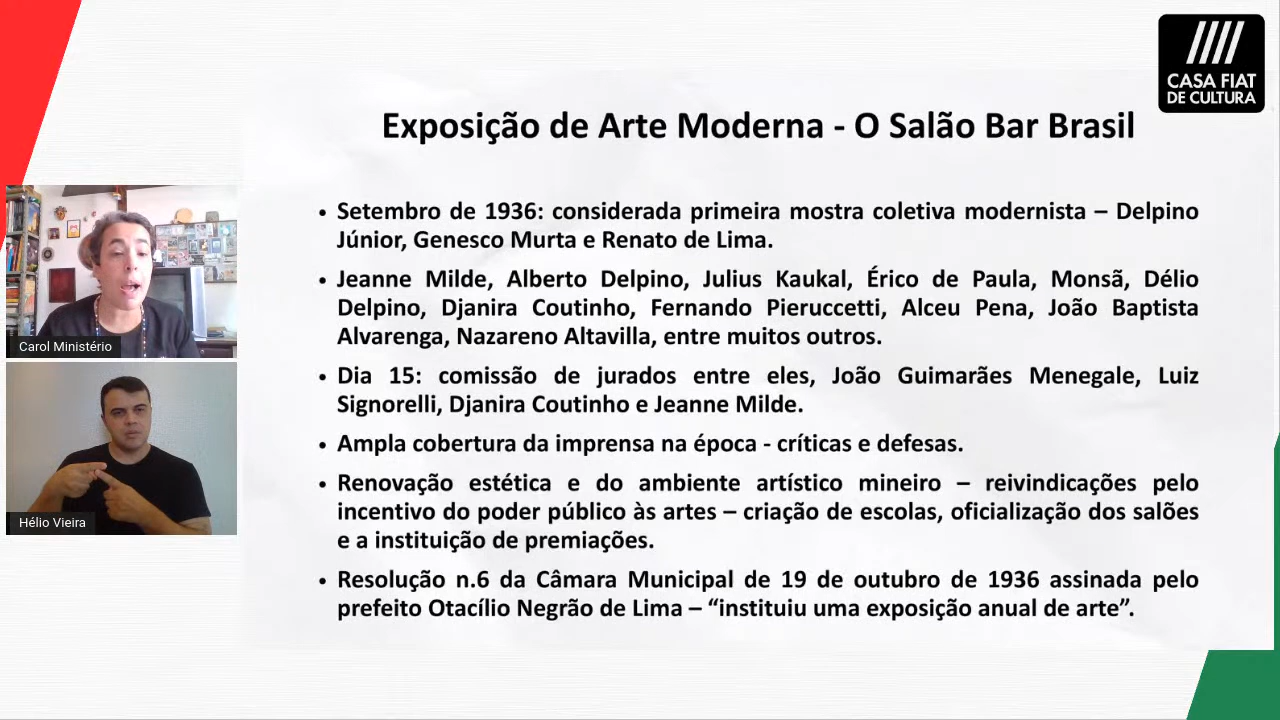 CASA FIAT
DE CULTURA
Exposição de Arte Moderna - O Salão Bar Brasil
• Setembro de 1936: considerada primeira mostra coletiva modernista – Delpino
Júnior, Genesco Murta e Renato de Lima.
• Jeanne Milde, Alberto Delpino, Julius Kaukal, Érico de Paula, Monsã, Délio
Delpino, Djanira Coutinho, Fernando Pieruccetti, Alceu Pena, João Baptista
Alvarenga, Nazareno Altavilla, entre muitos outros.
• Dia 15: comissão de jurados entre eles, João Guimarães Menegale, Luiz
Signorelli, Djanira Coutinho e Jeanne Milde.
• Ampla cobertura da imprensa na época - críticas e defesas.
• Renovação estética e do ambiente artístico mineiro – reivindicações pelo
incentivo do poder público às artes – criação de escolas, oficialização dos salões
e a instituição de premiações.
• Resolução n.6 da Câmara Municipal de 19 de outubro de 1936 assinada pelo
prefeito Otacílio Negrão de Lima – “instituiu uma exposição anual de arte”.
Carol Ministério
Hélio Vieira